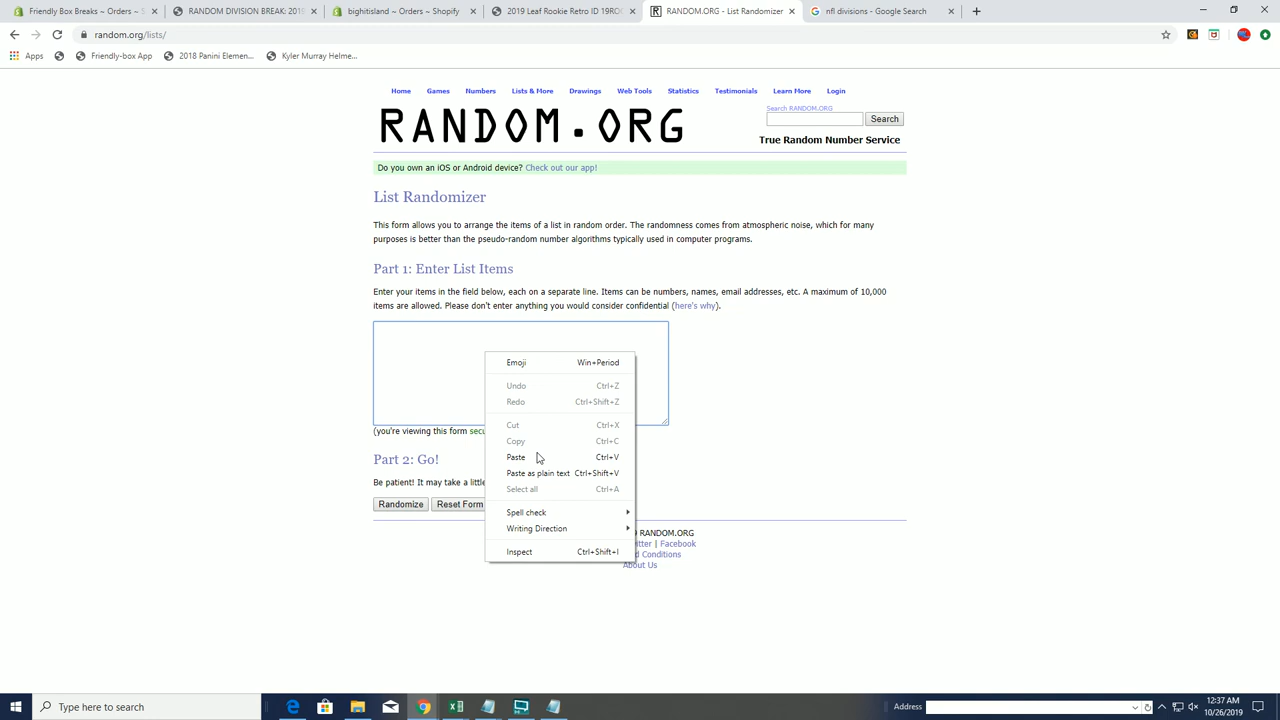 Friendly Box Breaks ~ Orders ~ S
RANDOM DIVISION BREAK: 2018
bighitisland ~ Orders ~ Shopify
2019 Leaf Rookie Retro ID 19ROO
RANDOM.ORG - List Randomizer
nfl divisions - Google Search
random.org/lists/
Apps
Friendly-box App
2018 Panini Elemen...
Kyler Murray Helme...
Home Games Numbers Lists & More Drawings Web Tools Statistics Testimonials Learn More Login
Search RANDOM.ORG
RANDOM.ORG
Search
True Random Number Service
Do you own an iOS or Android device? Check out our app!
List Randomizer
This form allows you to arrange the items of a list in random order. The randomness comes from atmospheric noise, which for many
purposes is better than the pseudo-random number algorithms typically used in computer programs.
Part 1: Enter List Items
Enter your items in the field below, each on a separate line. Items can be numbers, names, email addresses, etc. A maximum of 10,000
items are allowed. Please don't enter anything you would consider confidential (here's why).
Emoji Win+Period
Undo Ctrl+Z
Redo Ctrl+Shift+Z
Cut Ctrl+X
Copy Ctrl+C
Paste Ctrl+V
Paste as plain text Ctrl+Shift+V
Select all Ctrl+A
Spell check
Writing Direction
Inspect Ctrl+Shift+I
(you're viewing this form secu
Part 2: Go!
Be patient! It may take a little
Randomize Reset Form
RANDOM.ORG
itter | Facebook
d Conditions
About Us
Type here to search
Address
12:37 AM
10/26/2019